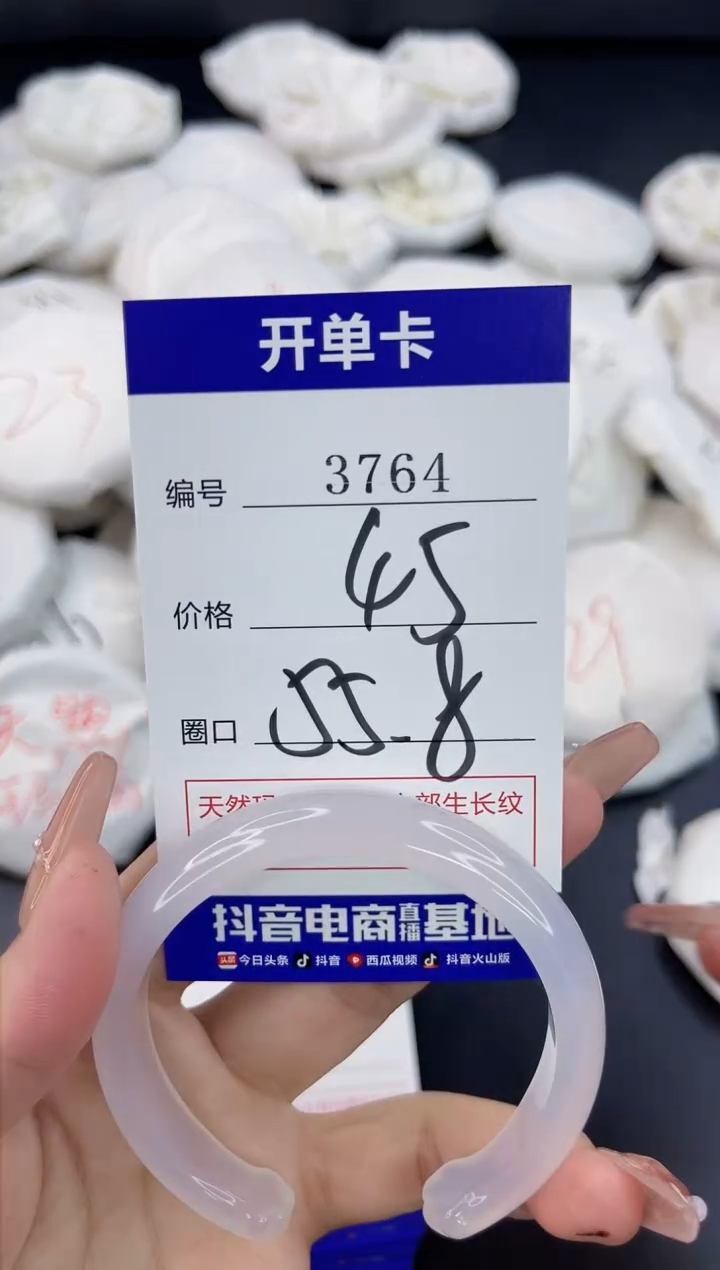 开单卡
编号 3764
价格 45
圈口 55.8
天然 部生长纹
抖音电商直播基地
今日头条 抖音 西瓜视频 抖音火山版
23
29